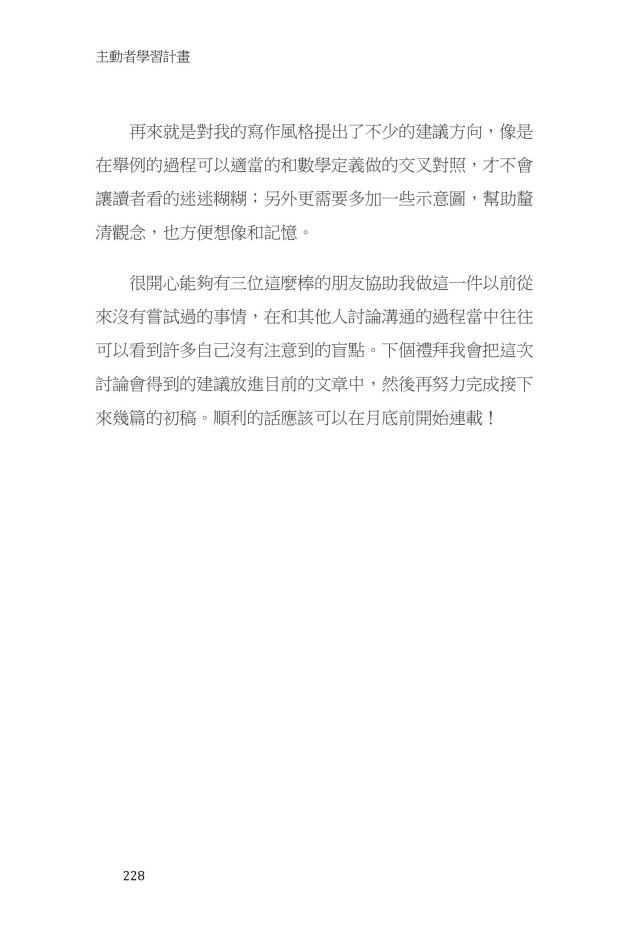 主動者學習計畫
再來就是對我的寫作風格提出了不少的建議方向，像是
在舉例的過程可以適當的和數學定義做的交叉對照，才不會
讓讀者看的迷迷糊糊；另外更需要多加一些示意圖，幫助釐
清觀念，也方便想像和記憶。
很開心能夠有三位這麼棒的朋友協助我做這一件以前從
來沒有嘗試過的事情，在和其他人討論溝通的過程當中往往
可以看到許多自己沒有注意到的盲點。下個禮拜我會把這次
討論會得到的建議放進目前的文章中，然後再努力完成接下
來幾篇的初稿。順利的話應該可以在月底前開始連載！
228